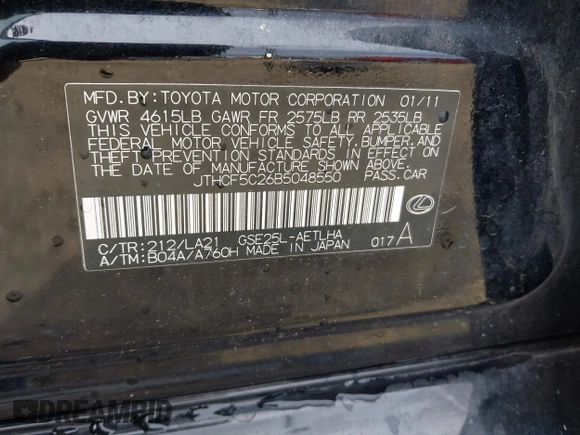 MFD. BY: TOYOTA MOTOR CORPORATION 01/11
GVWR 4615LB GAWR FR 2575LB RR 2535LB
THIS VEHICLE CONFORMS TO ALL APPLICABLE
FEDERAL MOTOR VEHICLE SAFETY, BUMPER, AND
THEFT PREVENTION STANDARDS IN EFFECT ON
THE DATE OF MANUFACTURE SHOWN ABOVE.
JTHCF5C26B5048550 PASS. CAR
C/TR: 212/LA21 GSE25L-AETLHA
A/TM: B04A/A760H MADE IN JAPAN 017 A
DREAMBID